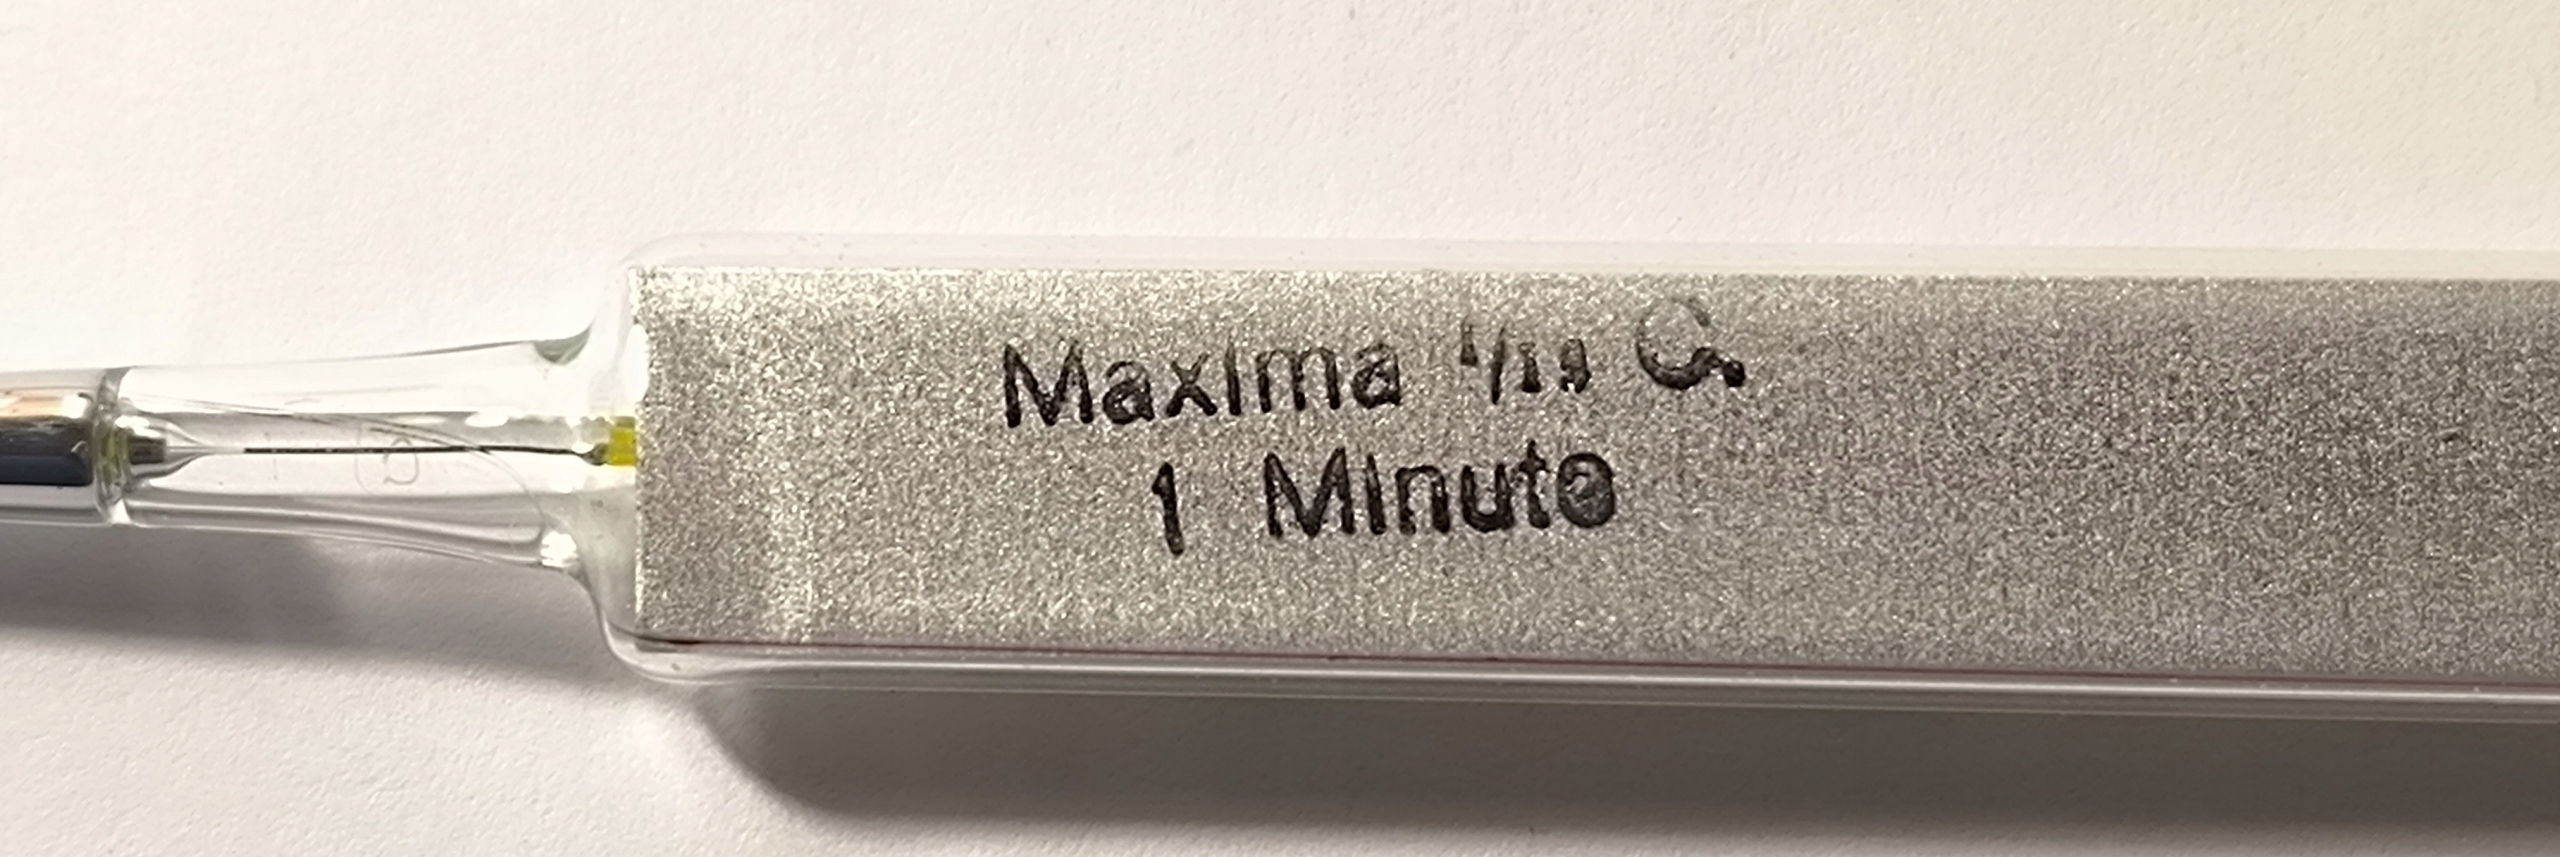 Maxima 1/10 C.
1 Minute